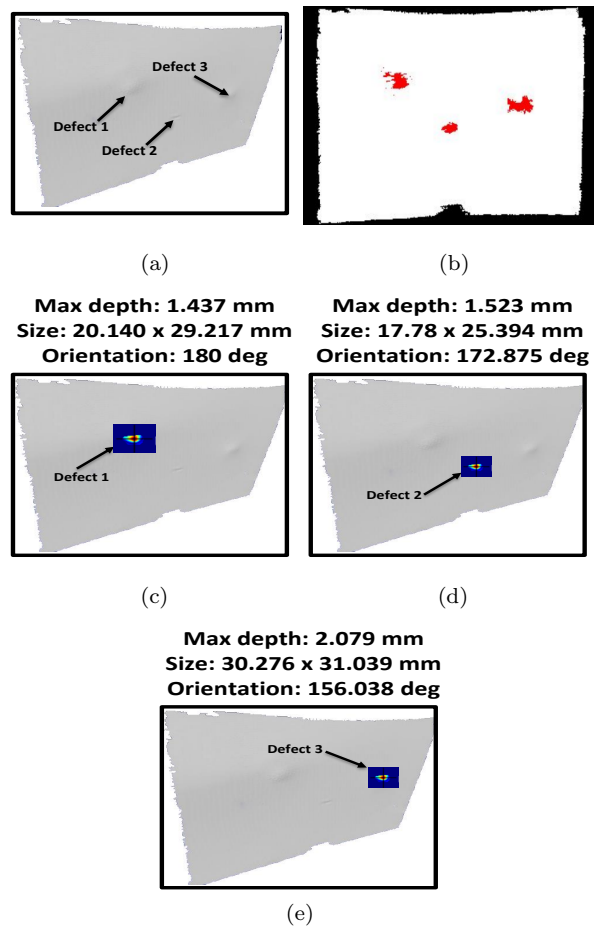 Defect 3
Defect 1
Defect 2
(a)
(b)
Max depth: 1.437 mm
Size: 20.140 x 29.217 mm
Orientation: 180 deg
Defect 1
(c)
Max depth: 1.523 mm
Size: 17.78 x 25.394 mm
Orientation: 172.875 deg
Defect 2
(d)
Max depth: 2.079 mm
Size: 30.276 x 31.039 mm
Orientation: 156.038 deg
Defect 3
(e)